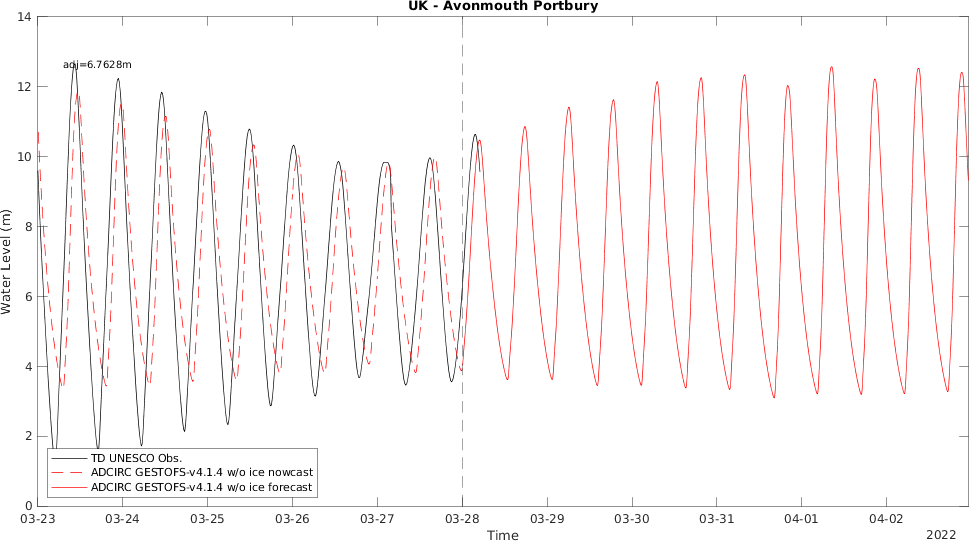 UK - Avonmouth Portbury
14
12
10
8
6
4
2
0
Water Level (m)
adj=6.7628m
TD UNESCO Obs.
ADCIRC GESTOFS-v4.1.4 w/o ice nowcast
ADCIRC GESTOFS-v4.1.4 w/o ice forecast
03-23 03-24 03-25 03-26 03-27 03-28 03-29 03-30 03-31 04-01 04-02
Time
2022